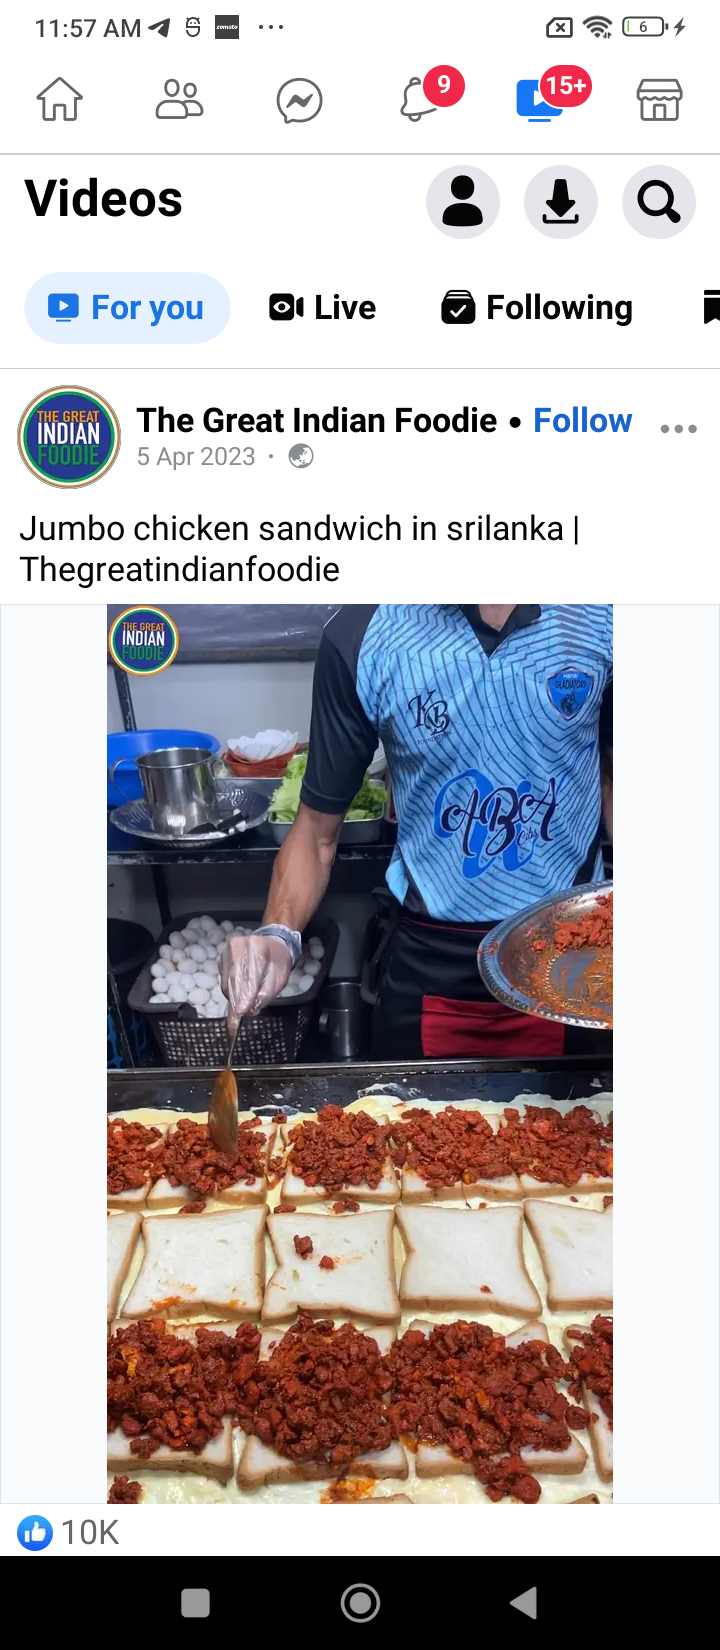 11:57 AM
zomato
6
9
15+
Videos
For you
Live
Following
THE GREAT
INDIAN
FOODIE
The Great Indian Foodie • Follow
5 Apr 2023
Jumbo chicken sandwich in srilanka |
Thegreatindianfoodie
THE GREAT
INDIAN
FOODIE
GLADIATORS
KB
ABA
10K